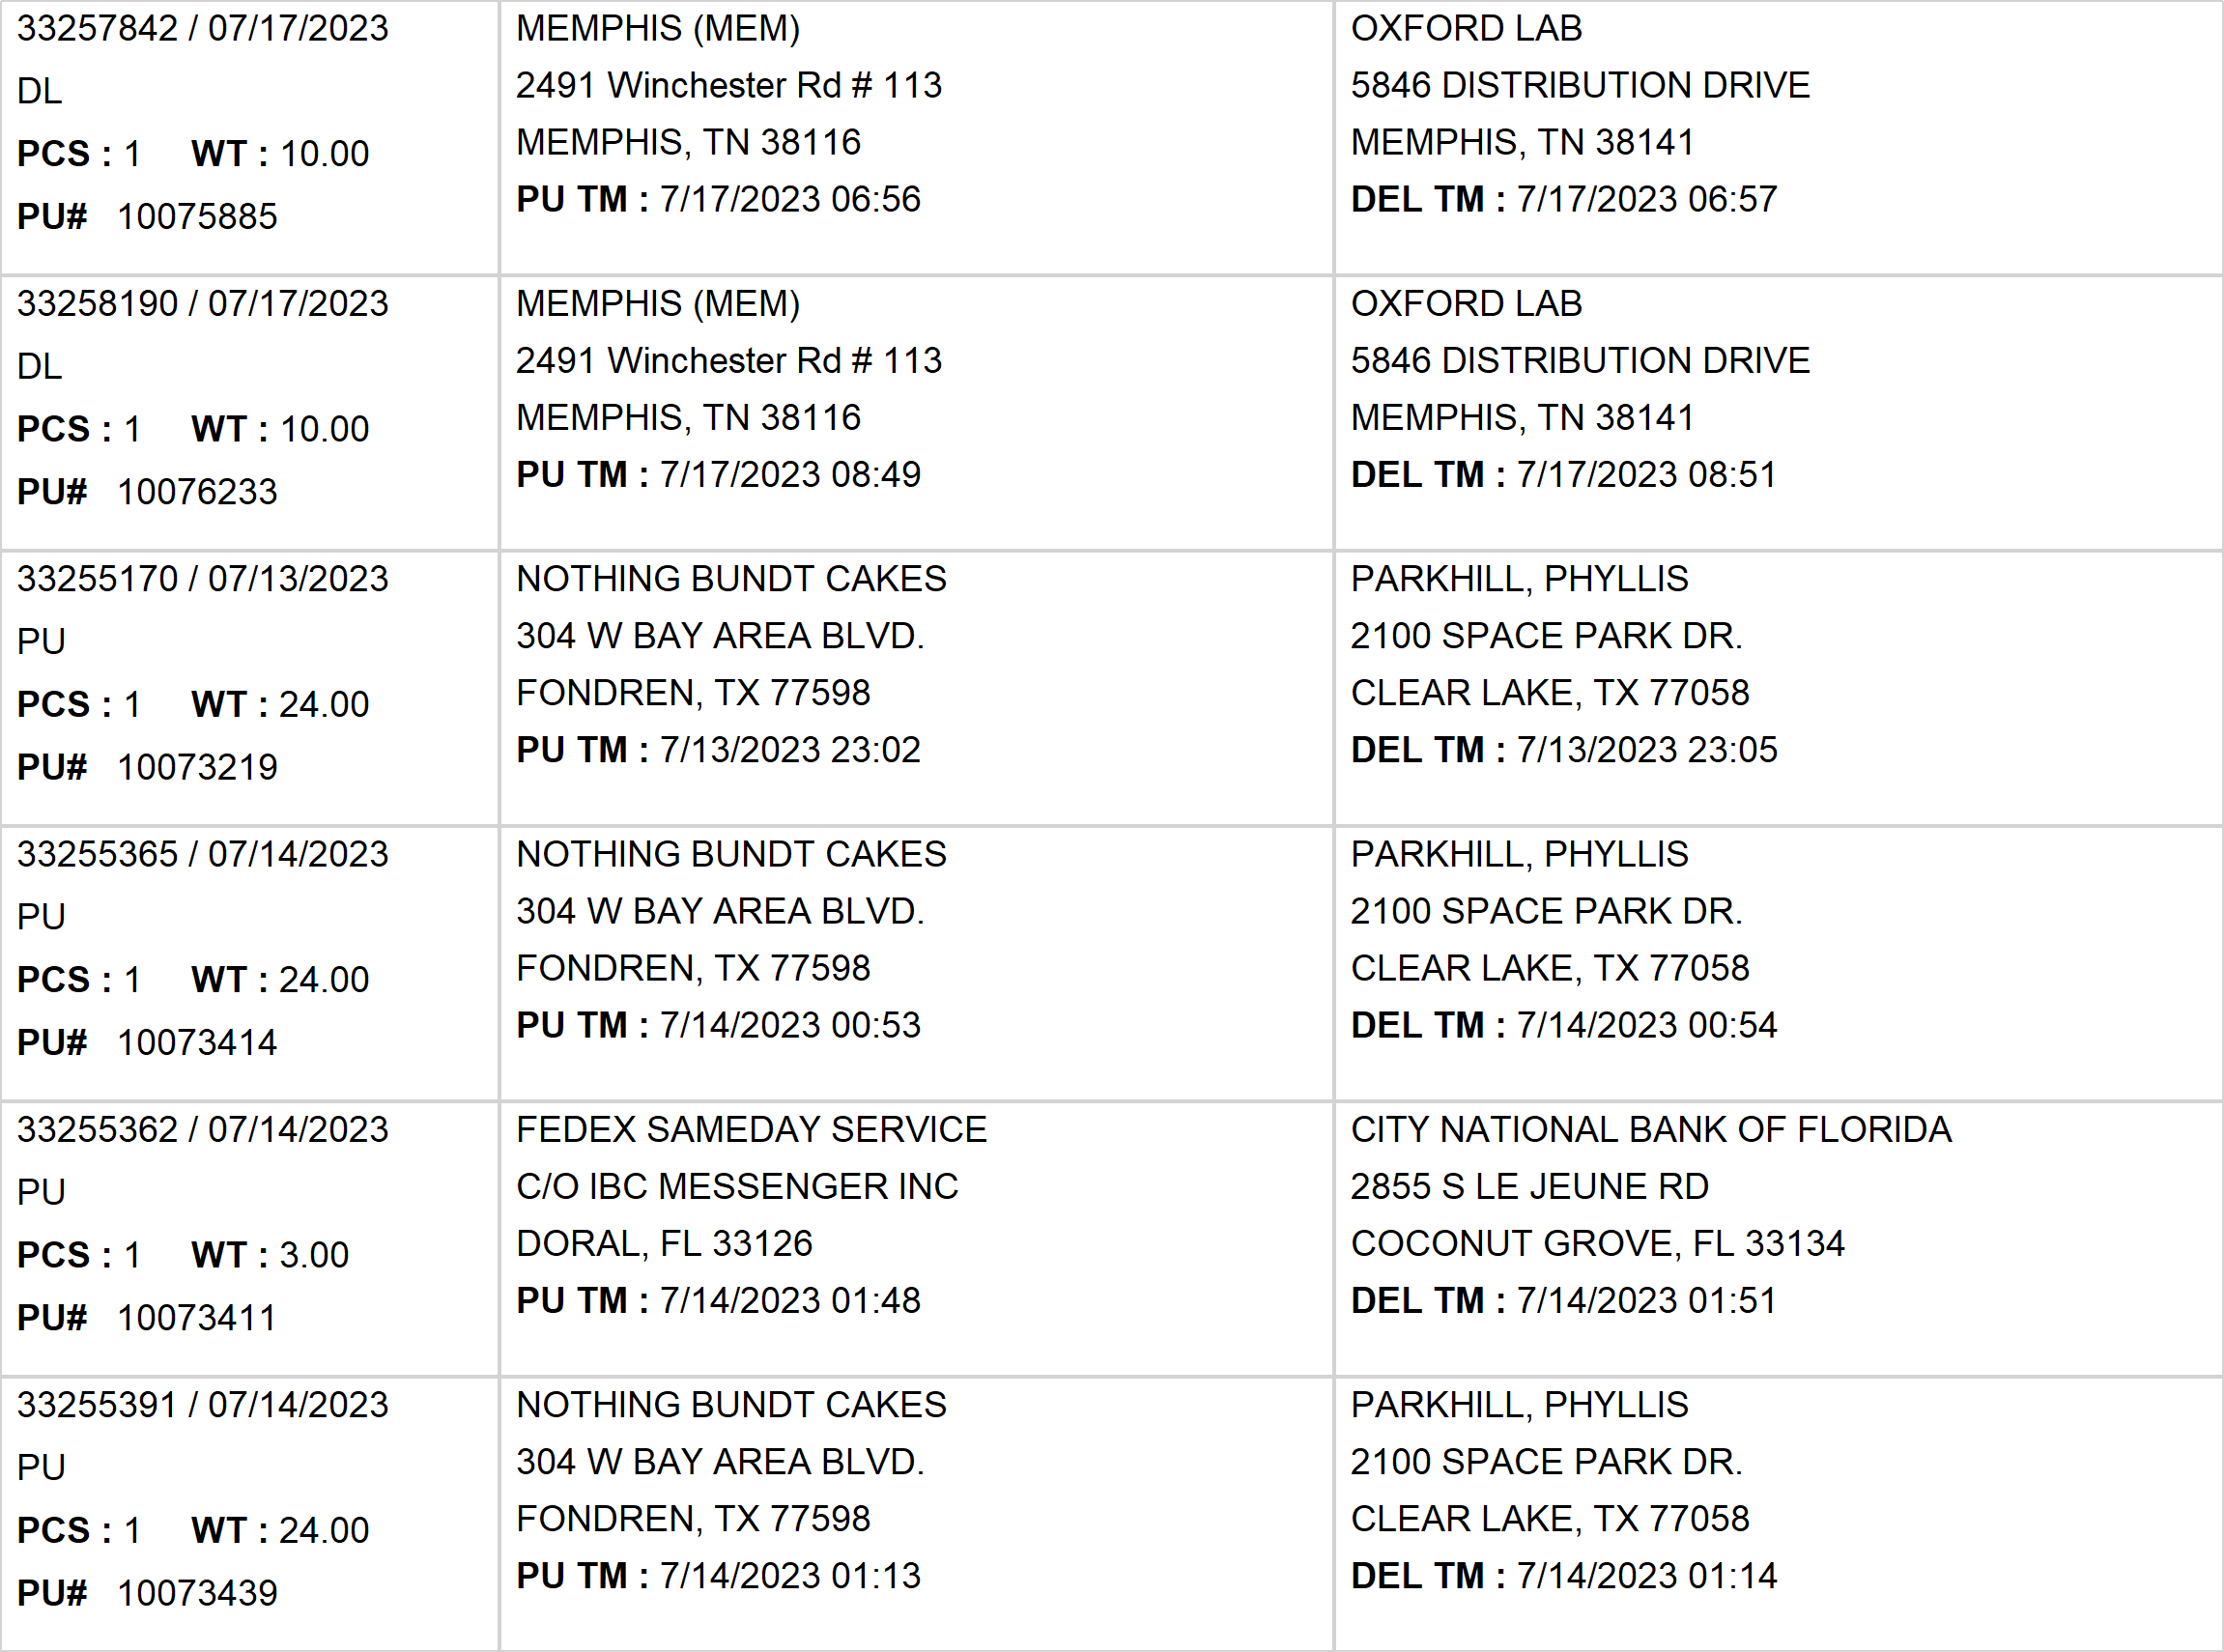 33257842 / 07/17/2023
DL
PCS : 1 WT : 10.00
PU# 10075885
MEMPHIS (MEM)
2491 Winchester Rd # 113
MEMPHIS, TN 38116
PU TM : 7/17/2023 06:56
OXFORD LAB
5846 DISTRIBUTION DRIVE
MEMPHIS, TN 38141
DEL TM : 7/17/2023 06:57
33258190 / 07/17/2023
DL
PCS : 1 WT : 10.00
PU# 10076233
MEMPHIS (MEM)
2491 Winchester Rd # 113
MEMPHIS, TN 38116
PU TM : 7/17/2023 08:49
OXFORD LAB
5846 DISTRIBUTION DRIVE
MEMPHIS, TN 38141
DEL TM : 7/17/2023 08:51
33255170 / 07/13/2023
PU
PCS : 1 WT : 24.00
PU# 10073219
NOTHING BUNDT CAKES
304 W BAY AREA BLVD.
FONDREN, TX 77598
PU TM : 7/13/2023 23:02
PARKHILL, PHYLLIS
2100 SPACE PARK DR.
CLEAR LAKE, TX 77058
DEL TM : 7/13/2023 23:05
33255365 / 07/14/2023
PU
PCS : 1 WT : 24.00
PU# 10073414
NOTHING BUNDT CAKES
304 W BAY AREA BLVD.
FONDREN, TX 77598
PU TM : 7/14/2023 00:53
PARKHILL, PHYLLIS
2100 SPACE PARK DR.
CLEAR LAKE, TX 77058
DEL TM : 7/14/2023 00:54
33255362 / 07/14/2023
PU
PCS : 1 WT : 3.00
PU# 10073411
FEDEX SAMEDAY SERVICE
C/O IBC MESSENGER INC
DORAL, FL 33126
PU TM : 7/14/2023 01:48
CITY NATIONAL BANK OF FLORIDA
2855 S LE JEUNE RD
COCONUT GROVE, FL 33134
DEL TM : 7/14/2023 01:51
33255391 / 07/14/2023
PU
PCS : 1 WT : 24.00
PU# 10073439
NOTHING BUNDT CAKES
304 W BAY AREA BLVD.
FONDREN, TX 77598
PU TM : 7/14/2023 01:13
PARKHILL, PHYLLIS
2100 SPACE PARK DR.
CLEAR LAKE, TX 77058
DEL TM : 7/14/2023 01:14